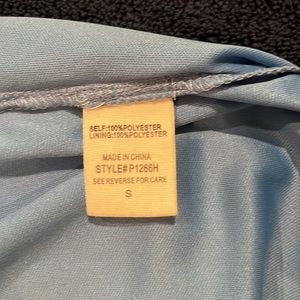 SELF:100%POLYESTER
LINING:100%POLYESTER
MADE IN CHINA
STYLE# P1266H
SEE REVERSE FOR CARE
S